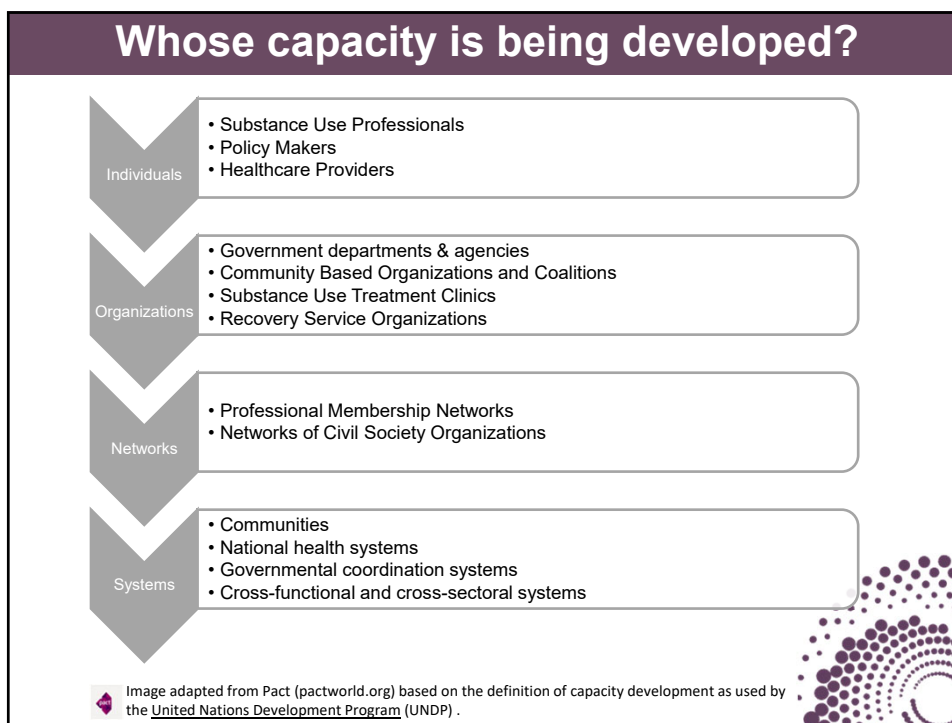 Whose capacity is being developed?
Individuals
• Substance Use Professionals
• Policy Makers
• Healthcare Providers
Organizations
• Government departments & agencies
• Community Based Organizations and Coalitions
• Substance Use Treatment Clinics
• Recovery Service Organizations
Networks
• Professional Membership Networks
• Networks of Civil Society Organizations
Systems
• Communities
• National health systems
• Governmental coordination systems
• Cross-functional and cross-sectoral systems
pact
Image adapted from Pact (pactworld.org) based on the definition of capacity development as used by
the United Nations Development Program (UNDP) .